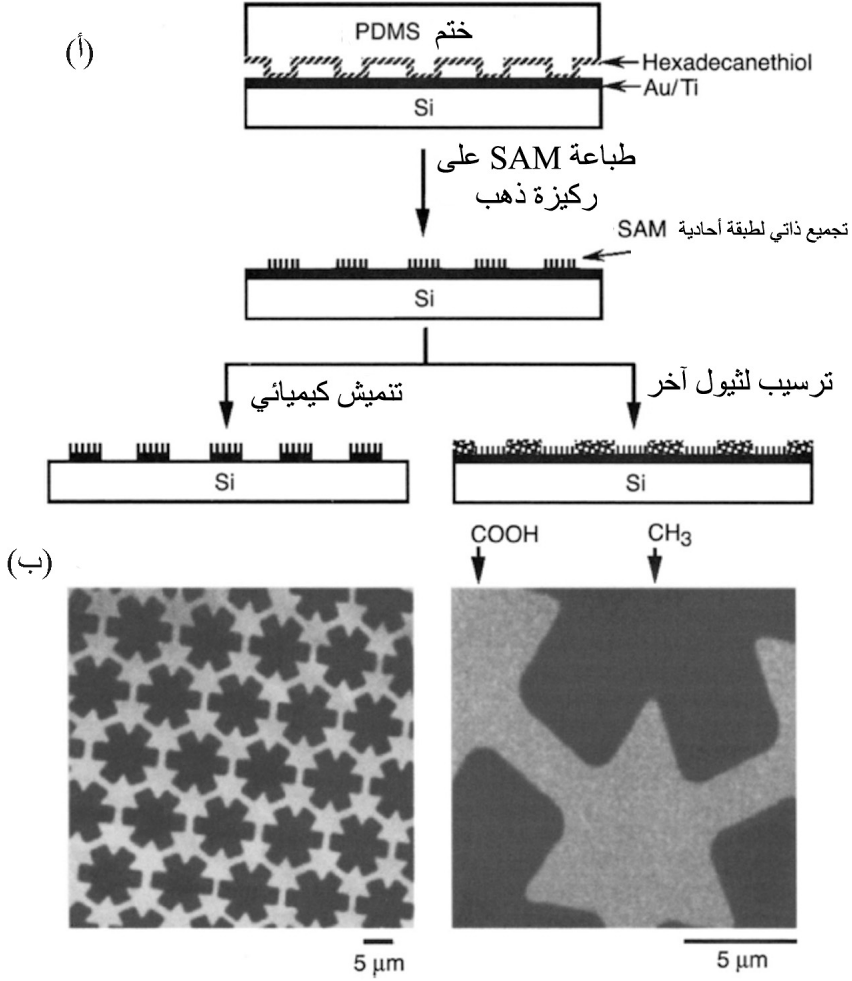 (أ)
ختم PDMS
Hexadecanethiol
Au/Ti
Si
طباعة SAM على
ركيزة ذهب
تجميع ذاتي لطبقة أحادية SAM
Si
تنميش كيميائي
ترسيب لثيول آخر
Si
Si
(ب)
COOH
CH3
5 µm
5 µm